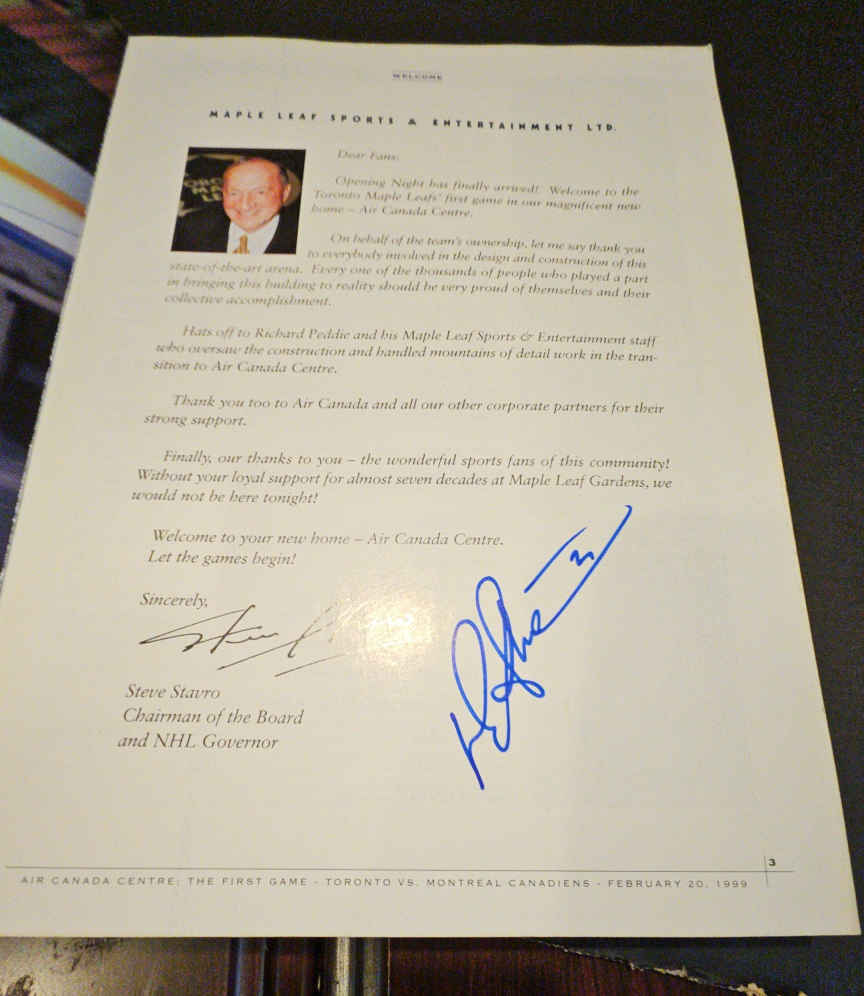 WELCOME
MAPLE LEAF SPORTS & ENTERTAINMENT LTD.
Dear Fans:
Opening Night has finally arrived! Welcome to the
Toronto Maple Leafs' first game in our magnificent new
home – Air Canada Centre.
On behalf of the team's ownership, let me say thank you
to everybody involved in the design and construction of this
state-of-the-art arena. Every one of the thousands of people who played a part
in bringing this building to reality should be very proud of themselves and their
collective accomplishment.
Hats off to Richard Peddie and his Maple Leaf Sports & Entertainment staff
who oversaw the construction and handled mountains of detail work in the tran-
sition to Air Canada Centre.
Thank you too to Air Canada and all our other corporate partners for their
strong support.
Finally, our thanks to you – the wonderful sports fans of this community!
Without your loyal support for almost seven decades at Maple Leaf Gardens, we
would not be here tonight!
Welcome to your new home – Air Canada Centre.
Let the games begin!
Sincerely,
Steve Stavro
Chairman of the Board
and NHL Governor
3
AIR CANADA CENTRE: THE FIRST GAME - TORONTO VS. MONTREAL CANADIENS - FEBRUARY 20, 1999